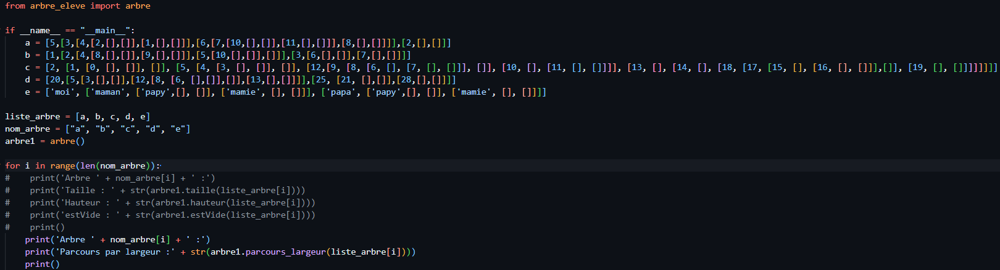 from arbre_eleve import arbre
if __name__ == "__main__":
    a = [5,[3,[4,[2,[],[]],[1,[],[]]],[6,[7,[10,[],[]],[11,[],[]]],[8,[],[]]]],[2,[],[]]]
    b = [1,[2,[4,[8,[],[]],[9,[],[]]],[5,[10,[],[]],[]]],[3,[6,[],[]],[7,[],[]]]]
    c = [2, [1, [0, [], []], []], [5, [4, [3, [], []], []], [12,[9, [8, [6, [], [7, [], []]], []], [10, [], [11, [], []]]], [13, [], [14, [], [18, [17, [15, [], [16, [], []]],[]], [19, [], []]]]]]]]
    d = [20,[5,[3,[],[]],[12,[8, [6, [],[]],[]],[13,[],[]]]],[25, [21, [],[]],[28,[],[]]]]
    e = ['moi', ['maman', ['papy',[], []], ['mamie', [], []]], ['papa', ['papy',[], []], ['mamie', [], []]]]
liste_arbre = [a, b, c, d, e]
nom_arbre = ["a", "b", "c", "d", "e"]
arbre1 = arbre()
for i in range(len(nom_arbre)):
#    print('Arbre ' + nom_arbre[i] + ' :')
#    print('Taille : ' + str(arbre1.taille(liste_arbre[i])))
#    print('Hauteur : ' + str(arbre1.hauteur(liste_arbre[i])))
#    print('estVide : ' + str(arbre1.estVide(liste_arbre[i])))
#    print()
    print('Arbre ' + nom_arbre[i] + ' :')
    print('Parcours par largeur :' + str(arbre1.parcours_largeur(liste_arbre[i])))
    print()